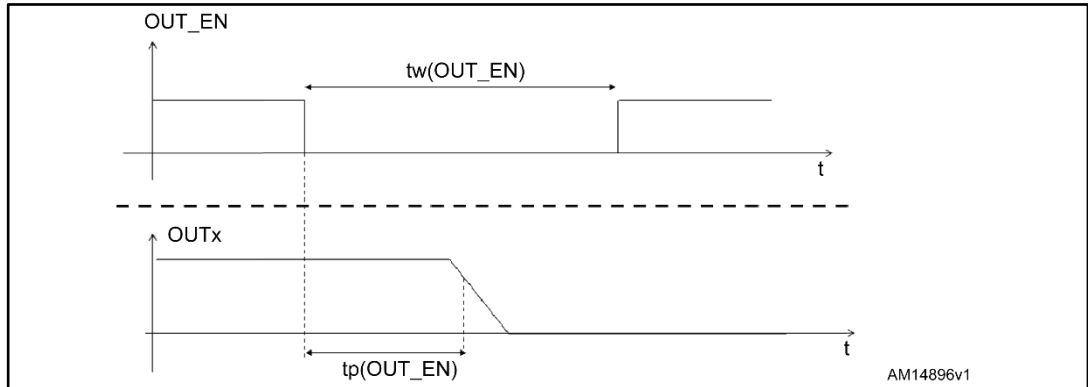 OUT_EN
tw(OUT_EN)
t
OUTx
t
tp(OUT_EN)
AM14896v1